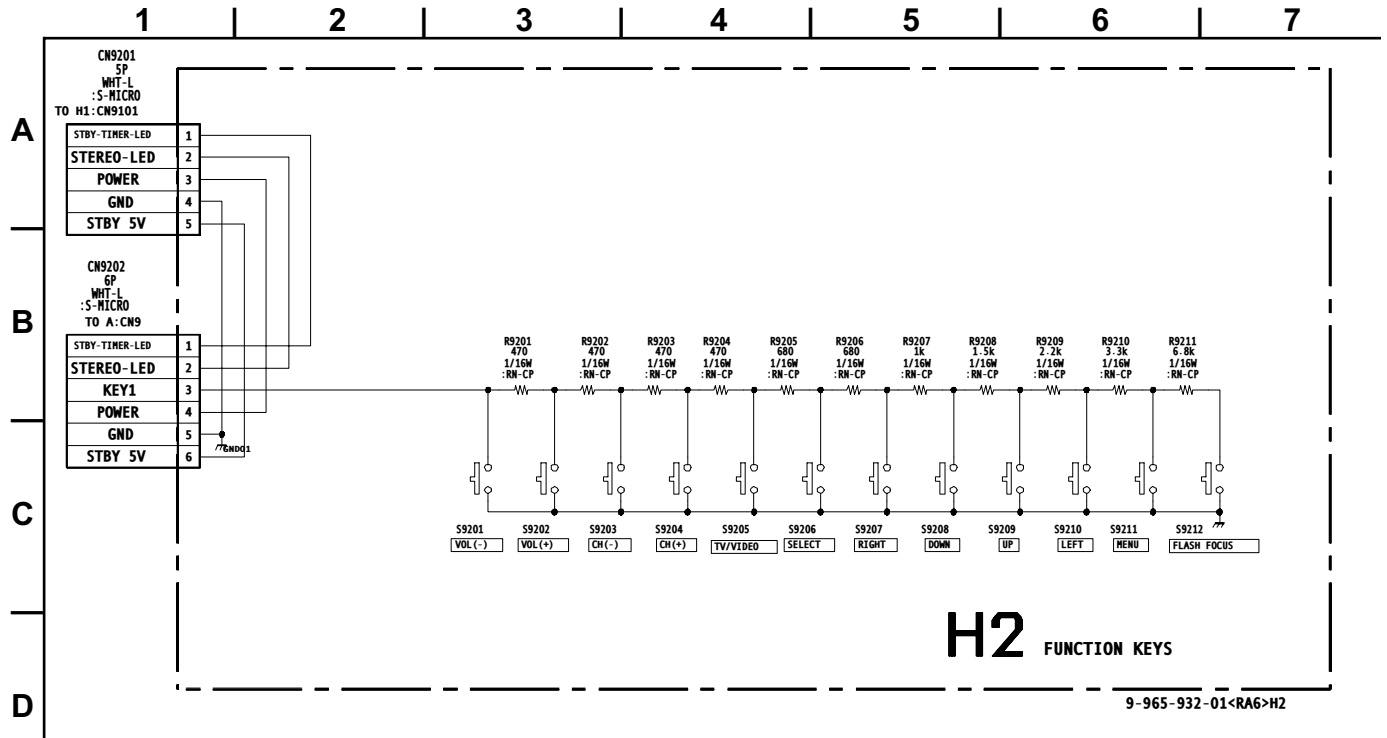 1 2 3 4 5 6 7
A
B
C
D
CN9201
5P
WHT-L
:S-MICRO
TO H1:CN9101
STBY-TIMER-LED 1
STEREO-LED 2
POWER 3
GND 4
STBY 5V 5
CN9202
6P
WHT-L
:S-MICRO
TO A:CN9
STBY-TIMER-LED 1
STEREO-LED 2
KEY1 3
POWER 4
GND 5
STBY 5V 6
GND01
R9201 R9202 R9203 R9204 R9205 R9206 R9207 R9208 R9209 R9210 R9211
470 470 470 470 680 680 1k 1.5k 2.2k 3.3k 6.8k
1/16W 1/16W 1/16W 1/16W 1/16W 1/16W 1/16W 1/16W 1/16W 1/16W 1/16W
:RN-CP :RN-CP :RN-CP :RN-CP :RN-CP :RN-CP :RN-CP :RN-CP :RN-CP :RN-CP :RN-CP
S9201 S9202 S9203 S9204 S9205 S9206 S9207 S9208 S9209 S9210 S9211 S9212
VOL(-) VOL(+) CH(-) CH(+) TV/VIDEO SELECT RIGHT DOWN UP LEFT MENU FLASH FOCUS
H2 FUNCTION KEYS
9-965-932-01<RA6>H2